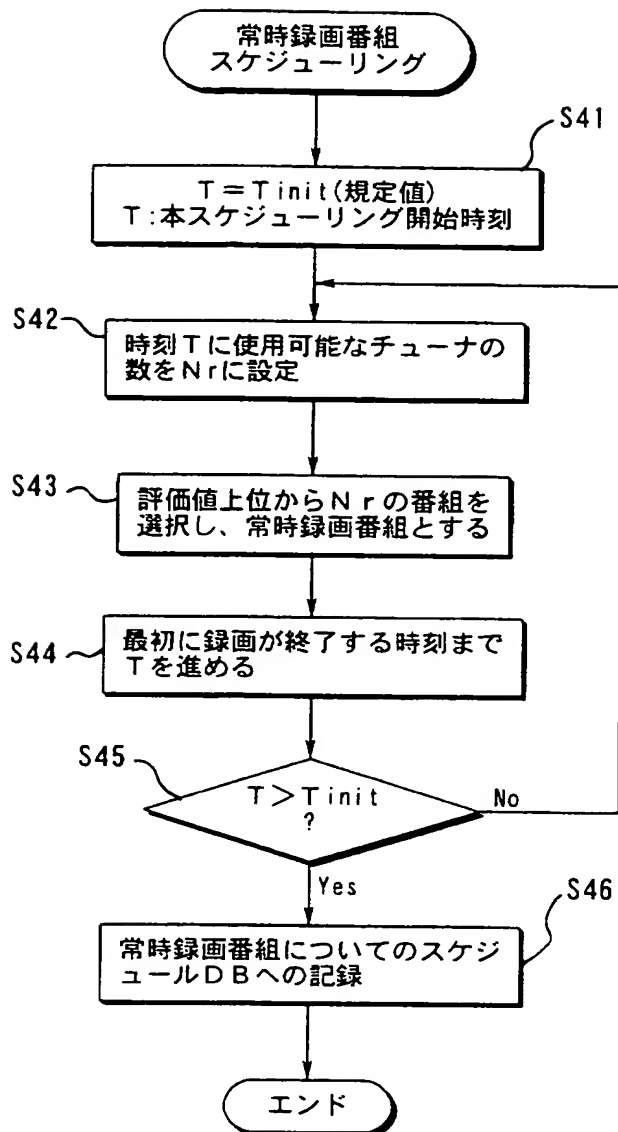 常時録画番組
スケジューリング
S41
T=Tinit(規定値)
T:本スケジューリング開始時刻
S42
時刻Tに使用可能なチューナの
数をNrに設定
S43
評価値上位からNrの番組を
選択し、常時録画番組とする
S44
最初に録画が終了する時刻まで
Tを進める
S45
T>Tinit
?
No
Yes
S46
常時録画番組についてのスケジ
ュールDBへの記録
エンド